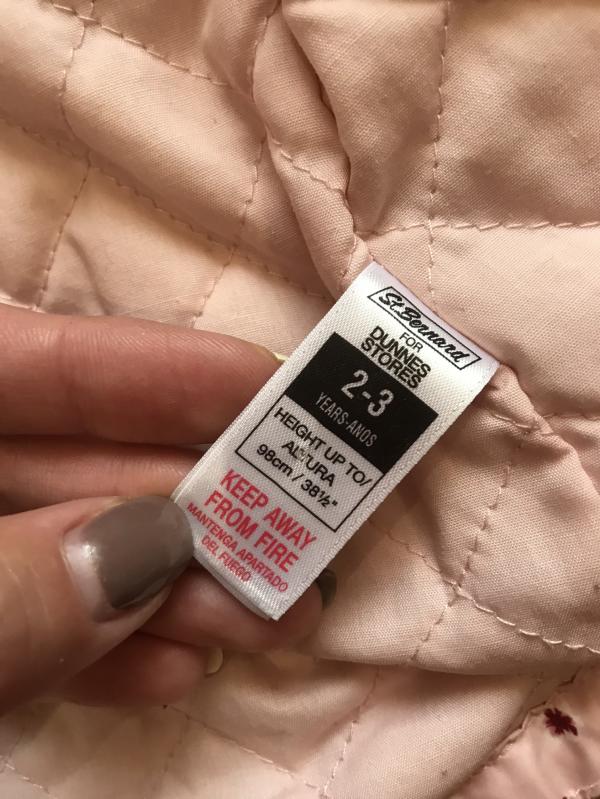 St.Bernard
FOR
DUNNES
STORES
2-3
YEARS-ANOS
HEIGHT UP TO/
ALTURA
98cm / 38½"
KEEP AWAY
FROM FIRE
MANTENGA APARTADO
DEL FUEGO